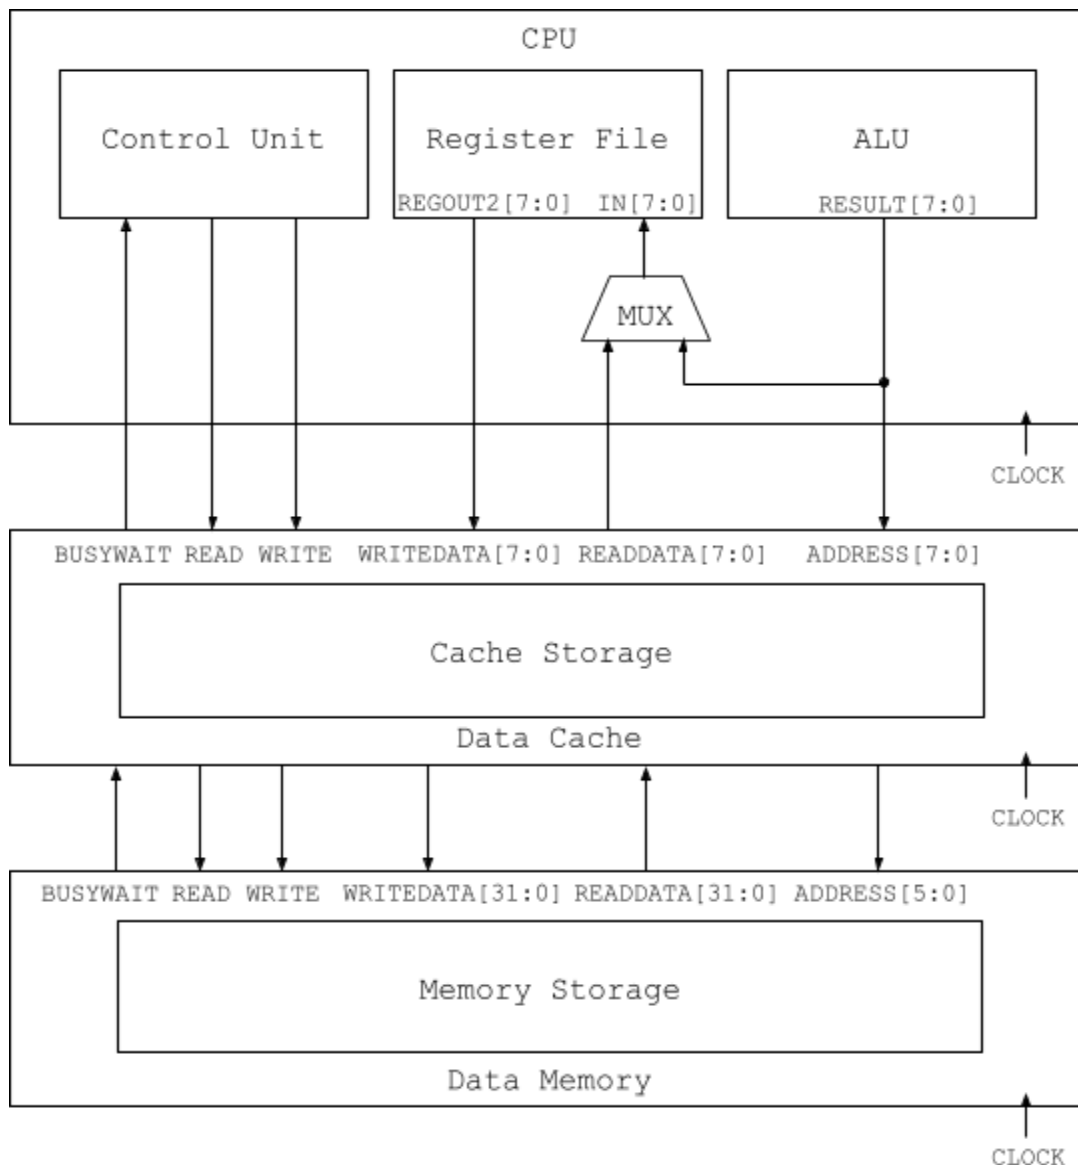 CPU
Control Unit
Register File
ALU
REGOUT2[7:0] IN[7:0]
RESULT[7:0]
MUX
CLOCK
BUSYWAIT READ WRITE WRITEDATA[7:0] READDATA[7:0] ADDRESS[7:0]
Cache Storage
Data Cache
CLOCK
BUSYWAIT READ WRITE WRITEDATA[31:0] READDATA[31:0] ADDRESS[5:0]
Memory Storage
Data Memory
CLOCK